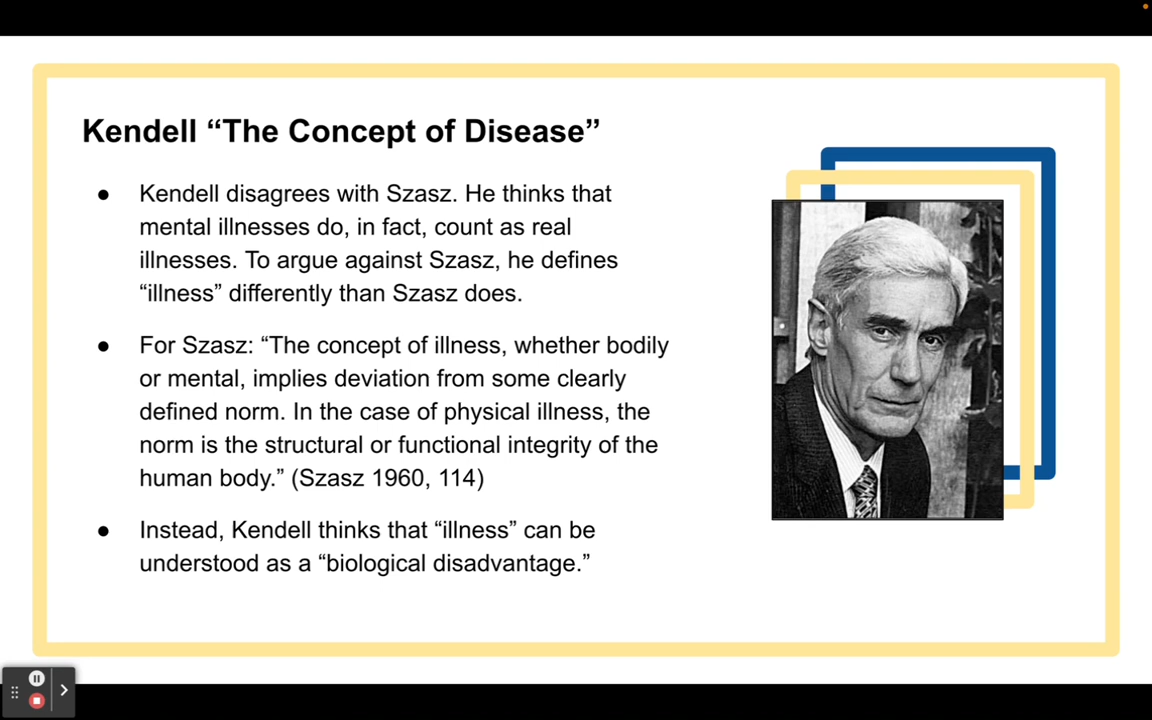 Kendell “The Concept of Disease”
● Kendell disagrees with Szasz. He thinks that
mental illnesses do, in fact, count as real
illnesses. To argue against Szasz, he defines
“illness” differently than Szasz does.
● For Szasz: “The concept of illness, whether bodily
or mental, implies deviation from some clearly
defined norm. In the case of physical illness, the
norm is the structural or functional integrity of the
human body.” (Szasz 1960, 114)
● Instead, Kendell thinks that “illness” can be
understood as a “biological disadvantage.”